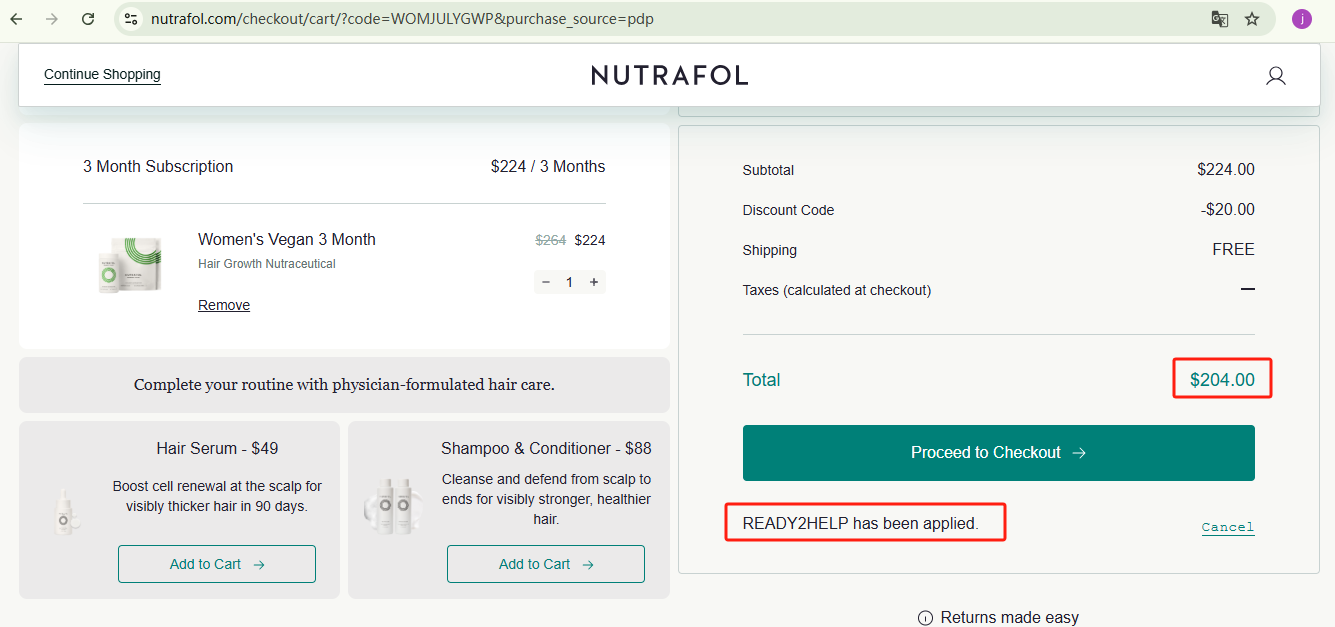 nutrafol.com/checkout/cart/?code=WOMJULYGWP&purchase_source=pdp
j
Continue Shopping
NUTRAFOL
3 Month Subscription
$224 / 3 Months
Women's Vegan 3 Month
$264 $224
Hair Growth Nutraceutical
− 1 +
Remove
Complete your routine with physician-formulated hair care.
Hair Serum - $49
Boost cell renewal at the scalp for
visibly thicker hair in 90 days.
Add to Cart →
Shampoo & Conditioner - $88
Cleanse and defend from scalp to
ends for visibly stronger, healthier
hair.
Add to Cart →
Subtotal $224.00
Discount Code -$20.00
Shipping FREE
Taxes (calculated at checkout) —
Total $204.00
Proceed to Checkout →
READY2HELP has been applied.
Cancel
Returns made easy